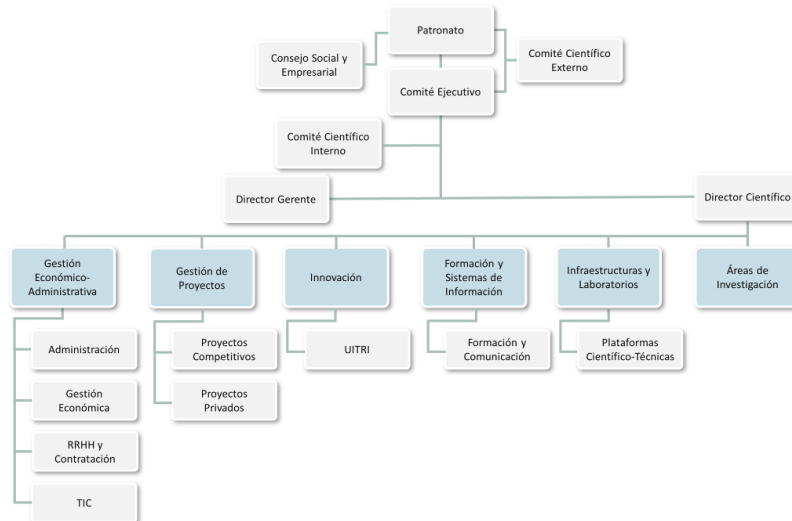 Patronato
Consejo Social y
Empresarial
Comité Científico
Externo
Comité Ejecutivo
Comité Científico
Interno
Director Gerente
Director Científico
Gestión
Económico-
Administrativa
Gestión de
Proyectos
Innovación
Formación y
Sistemas de
Información
Infraestructuras y
Laboratorios
Áreas de
Investigación
Administración
Proyectos
Competitivos
UITRI
Formación y
Comunicación
Plataformas
Científico-Técnicas
Gestión
Económica
Proyectos
Privados
RRHH y
Contratación
TIC